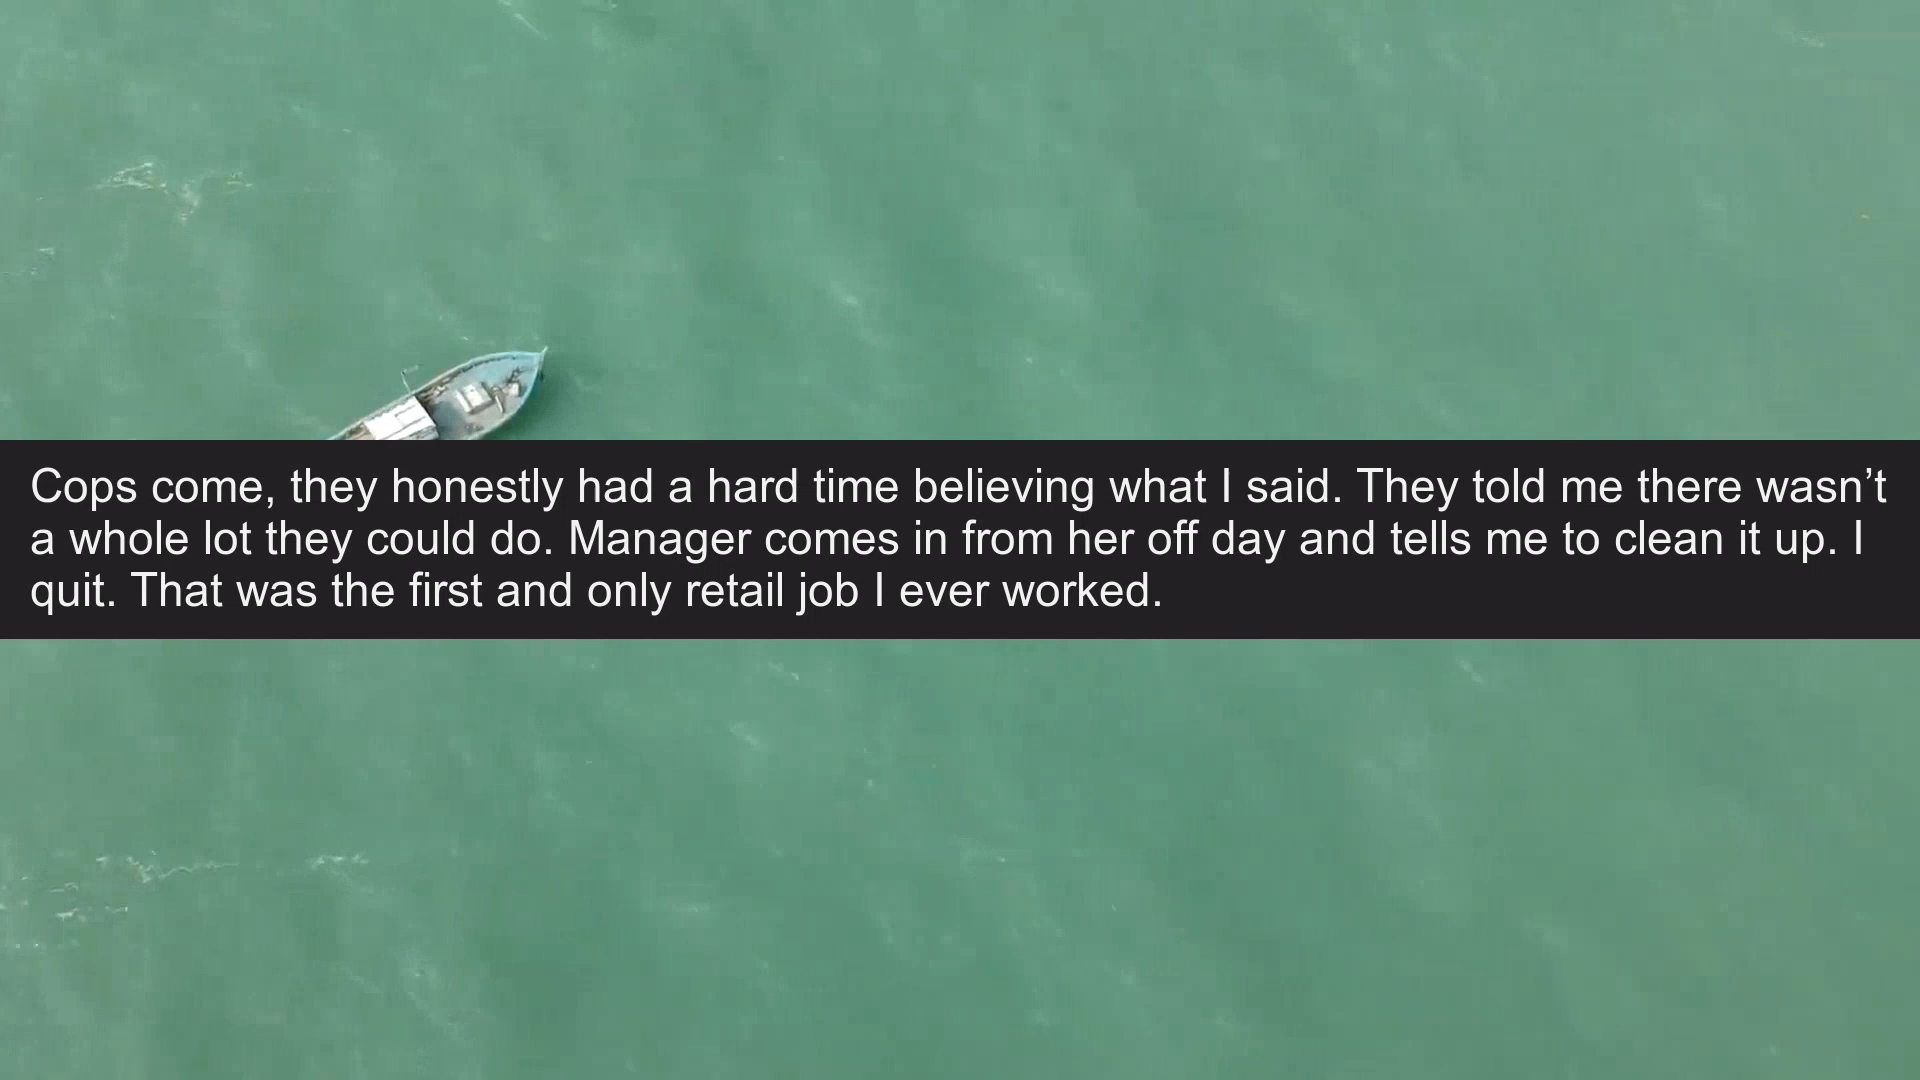 Cops come, they honestly had a hard time believing what I said. They told me there wasn’t
a whole lot they could do. Manager comes in from her off day and tells me to clean it up. I
quit. That was the first and only retail job I ever worked.